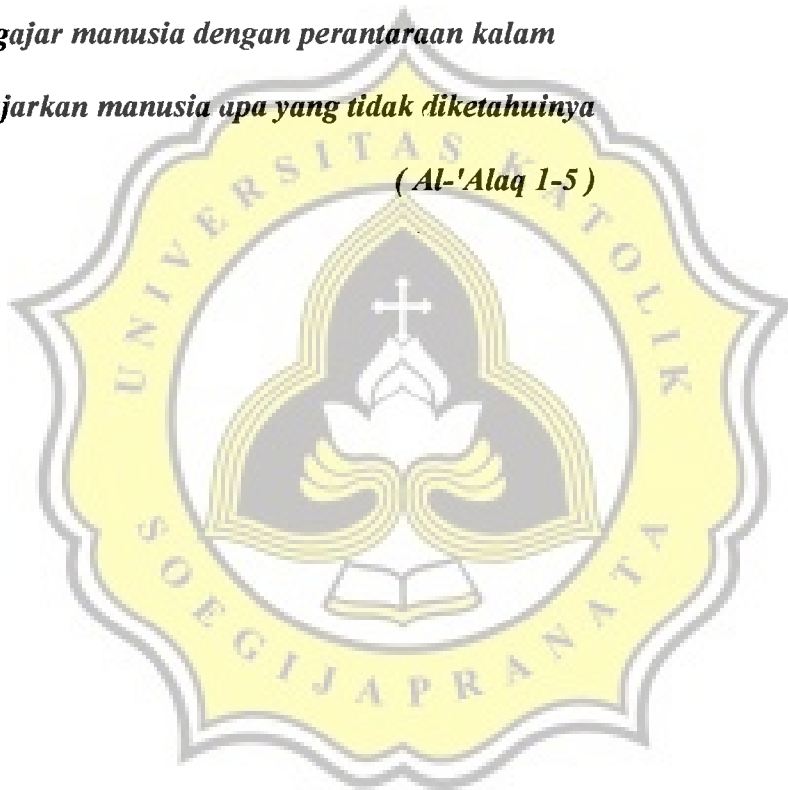 gajar manusia dengan perantaraan kalam
jarkan manusia apa yang tidak diketahuinya
( Al-'Alaq 1-5 )
UNIVERSITAS KATOLIK
SOEGIJAPRANATA